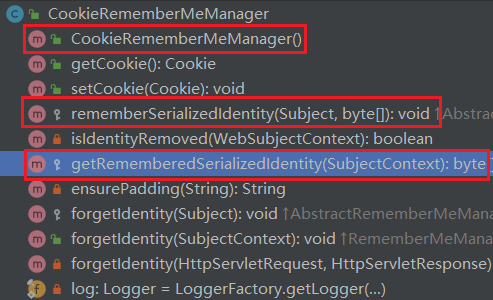 CookieRememberMeManager
CookieRememberMeManager()
getCookie(): Cookie
setCookie(Cookie): void
rememberSerializedIdentity(Subject, byte[]): void ↑Abstrac
isIdentityRemoved(WebSubjectContext): boolean
getRememberedSerializedIdentity(SubjectContext): byte
ensurePadding(String): String
forgetIdentity(Subject): void ↑AbstractRememberMeMana
forgetIdentity(SubjectContext): void ↑RememberMeMana
forgetIdentity(HttpServletRequest, HttpServletResponse)
log: Logger = LoggerFactory.getLogger(...)